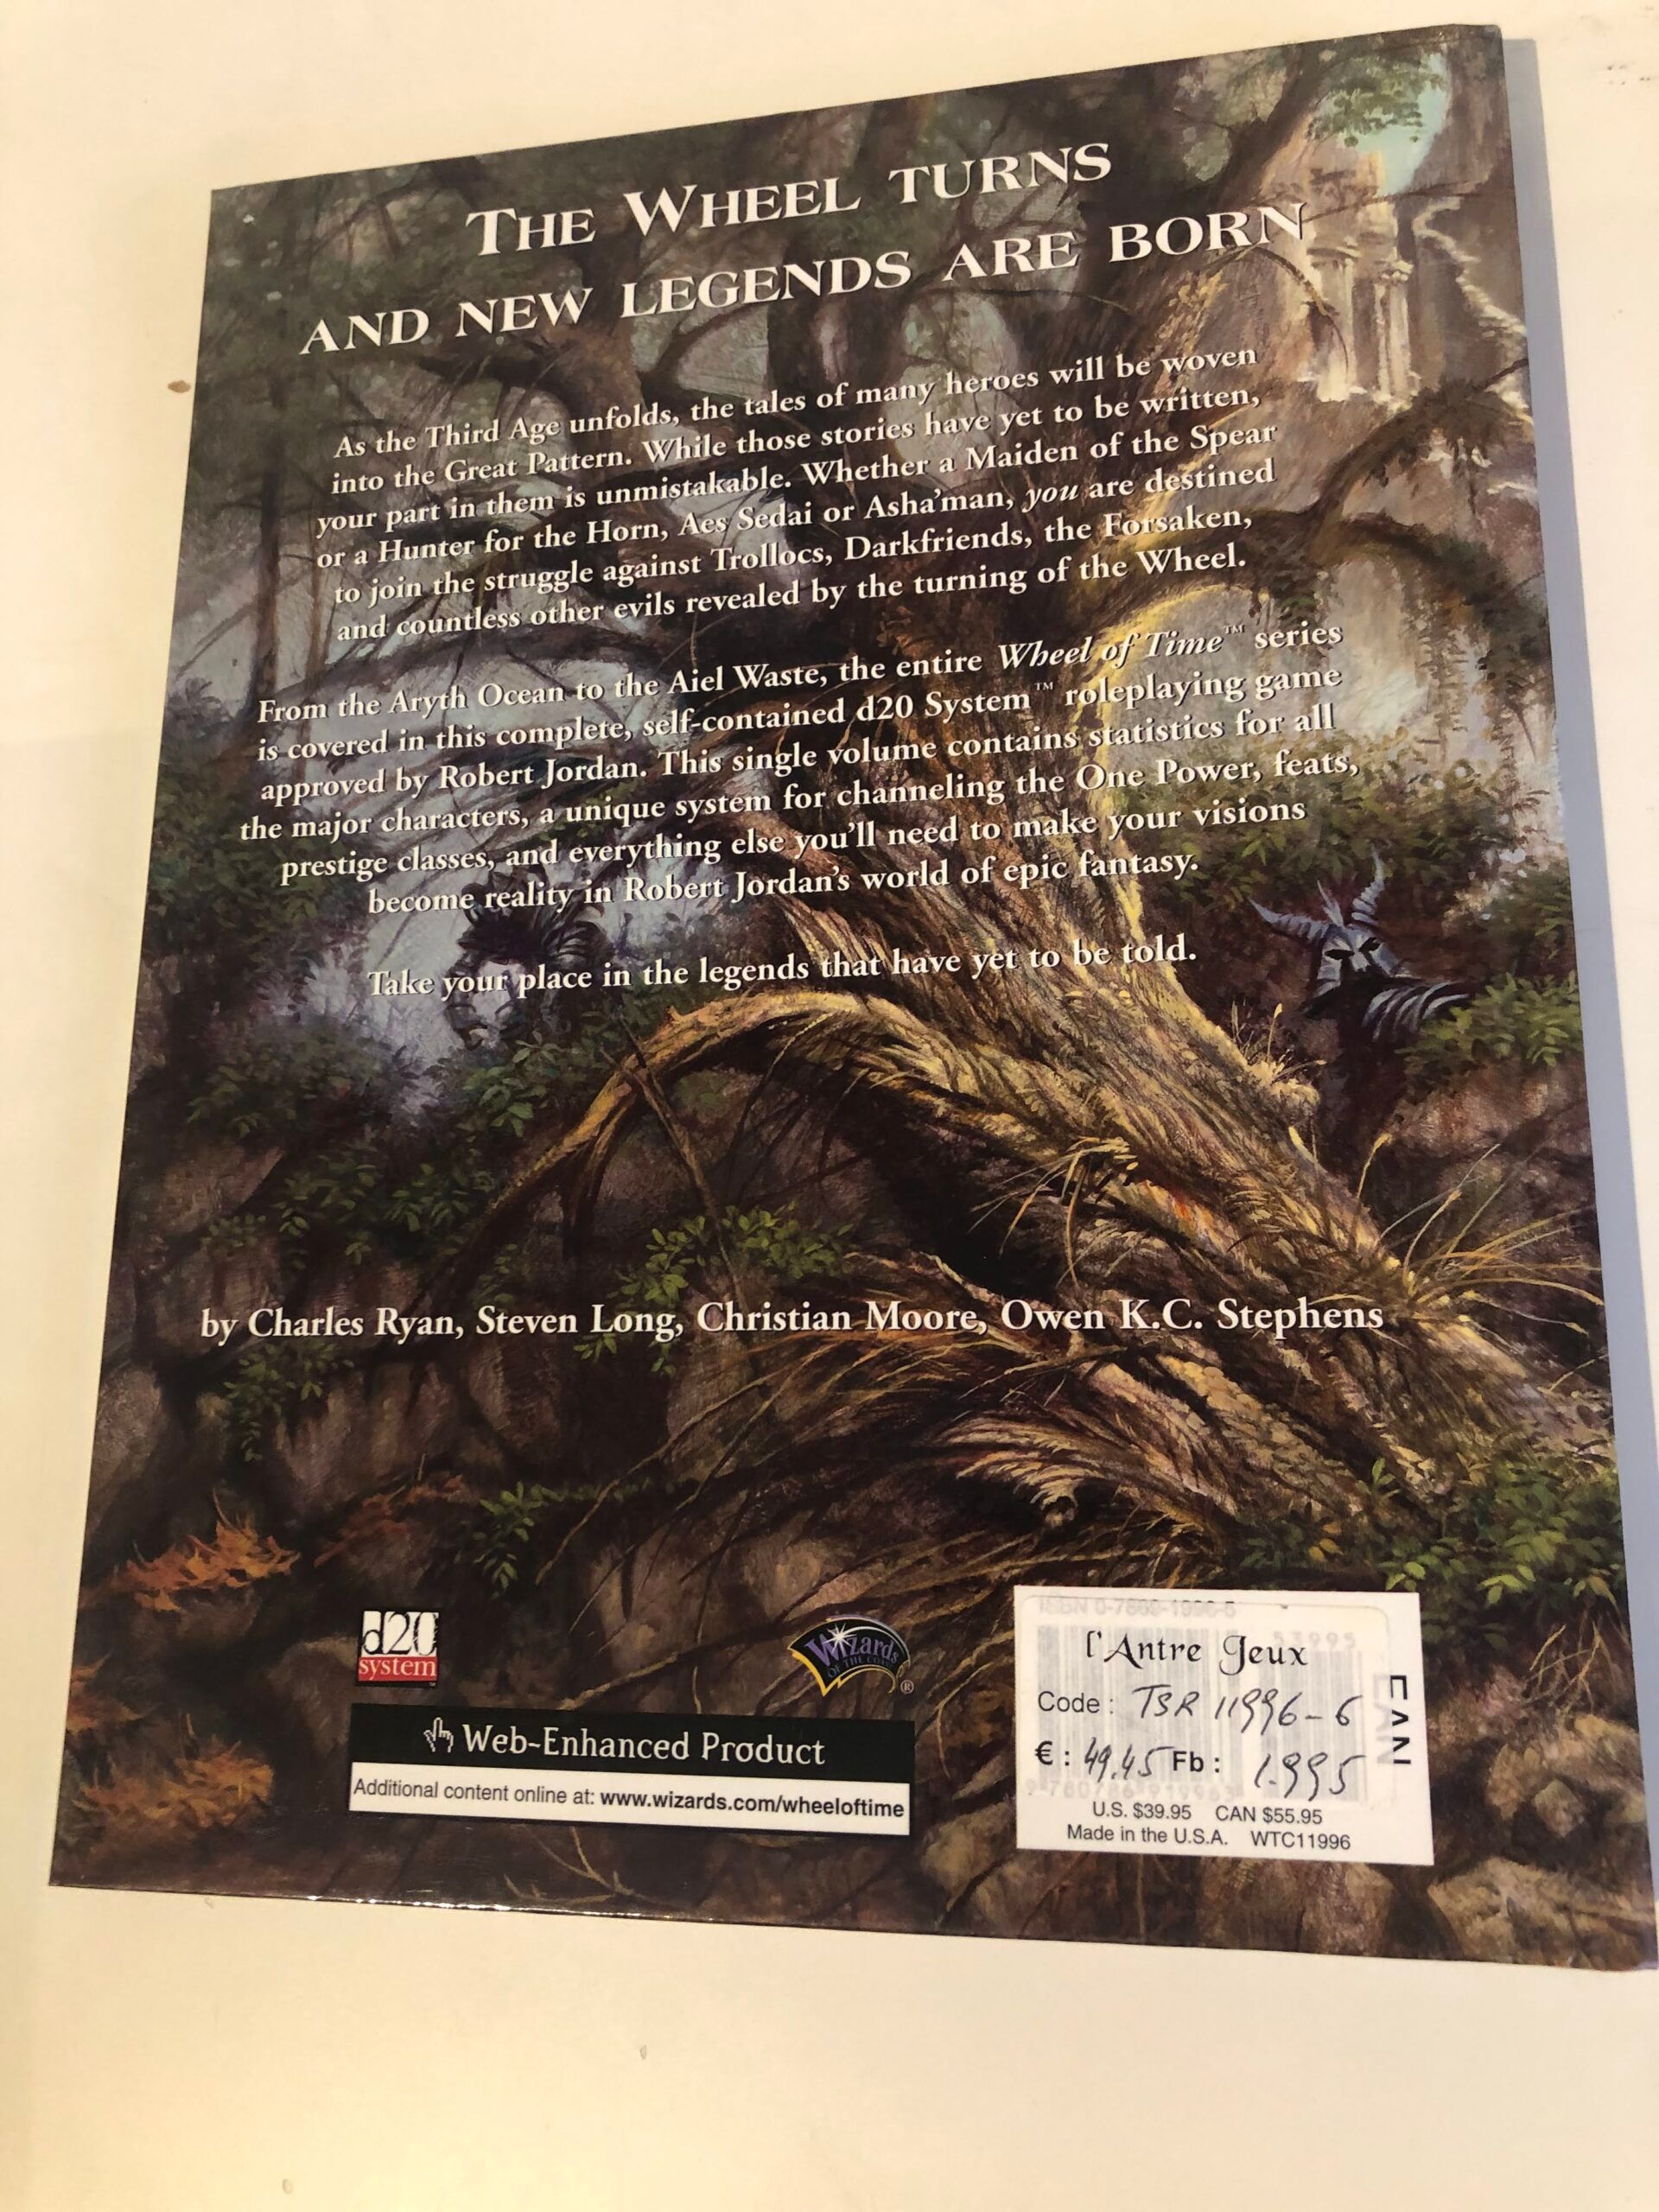 THE WHEEL TURNS
AND NEW LEGENDS ARE BORN
As the Third Age unfolds, the tales of many heroes will be woven
into the Great Pattern. While those stories have yet to be written,
your part in them is unmistakable. Whether a Maiden of the Spear
or a Hunter for the Horn, Aes Sedai or Asha'man, you are destined
to join the struggle against Trollocs, Darkfriends, the Forsaken,
and countless other evils revealed by the turning of the Wheel.
From the Aryth Ocean to the Aiel Waste, the entire Wheel of Time™ series
is covered in this complete, self-contained d20 System™ roleplaying game
approved by Robert Jordan. This single volume contains statistics for all
the major characters, a unique system for channeling the One Power, feats,
prestige classes, and everything else you'll need to make your visions
become reality in Robert Jordan's world of epic fantasy.
Take your place in the legends that have yet to be told.
by Charles Ryan, Steven Long, Christian Moore, Owen K.C. Stephens
d20
system
Wizards
OF THE COAST
®
Web-Enhanced Product
Additional content online at: www.wizards.com/wheeloftime
l'Antre Jeux
Code : TSR 11996-6
€ : 49.45 Fb : 1.995
EAN
U.S. $39.95 CAN $55.95
Made in the U.S.A. WTC11996